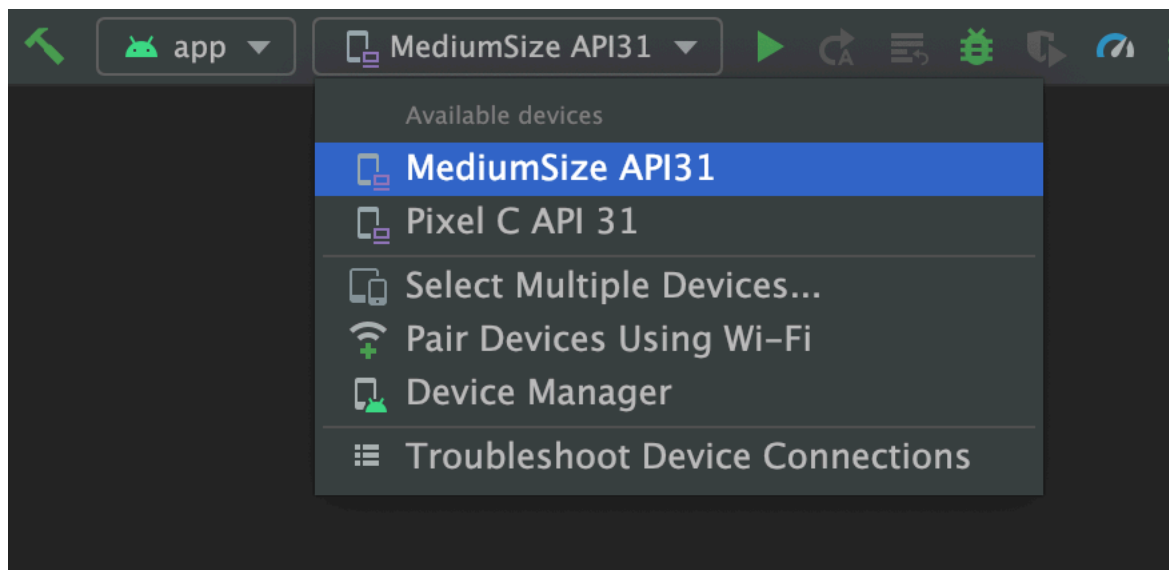 app
MediumSize API31
Available devices
MediumSize API31
Pixel C API 31
Select Multiple Devices...
Pair Devices Using Wi-Fi
Device Manager
Troubleshoot Device Connections